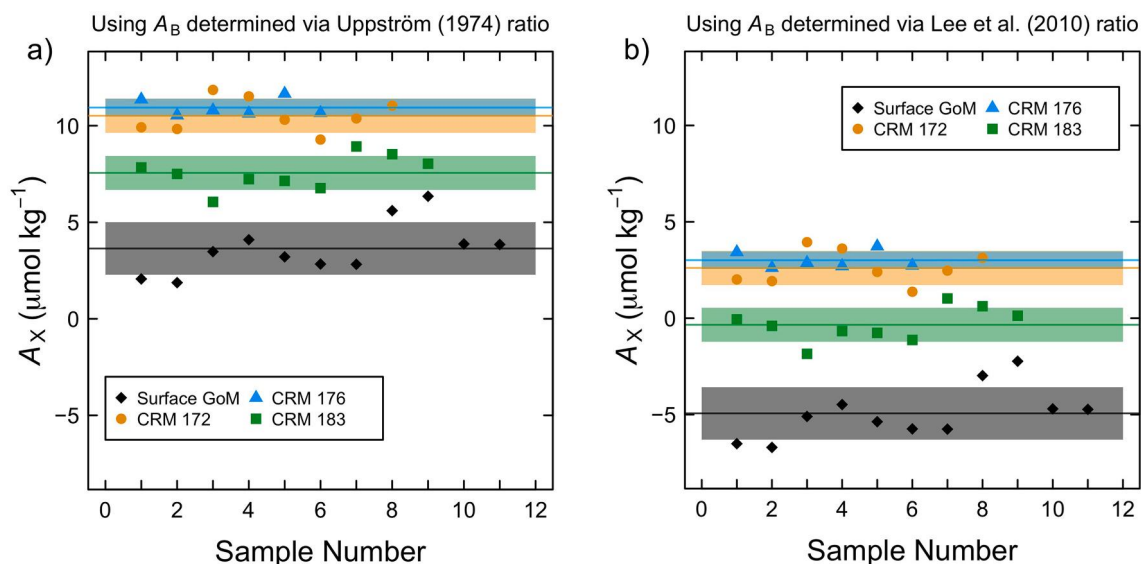 Using A_B determined via Uppström (1974) ratio
a)
10
5
0
−5
A_X (μmol kg⁻¹)
Surface GoM
CRM 172
CRM 176
CRM 183
0 2 4 6 8 10 12
Sample Number
Using A_B determined via Lee et al. (2010) ratio
b)
10
5
0
−5
A_X (μmol kg⁻¹)
Surface GoM
CRM 172
CRM 176
CRM 183
0 2 4 6 8 10 12
Sample Number